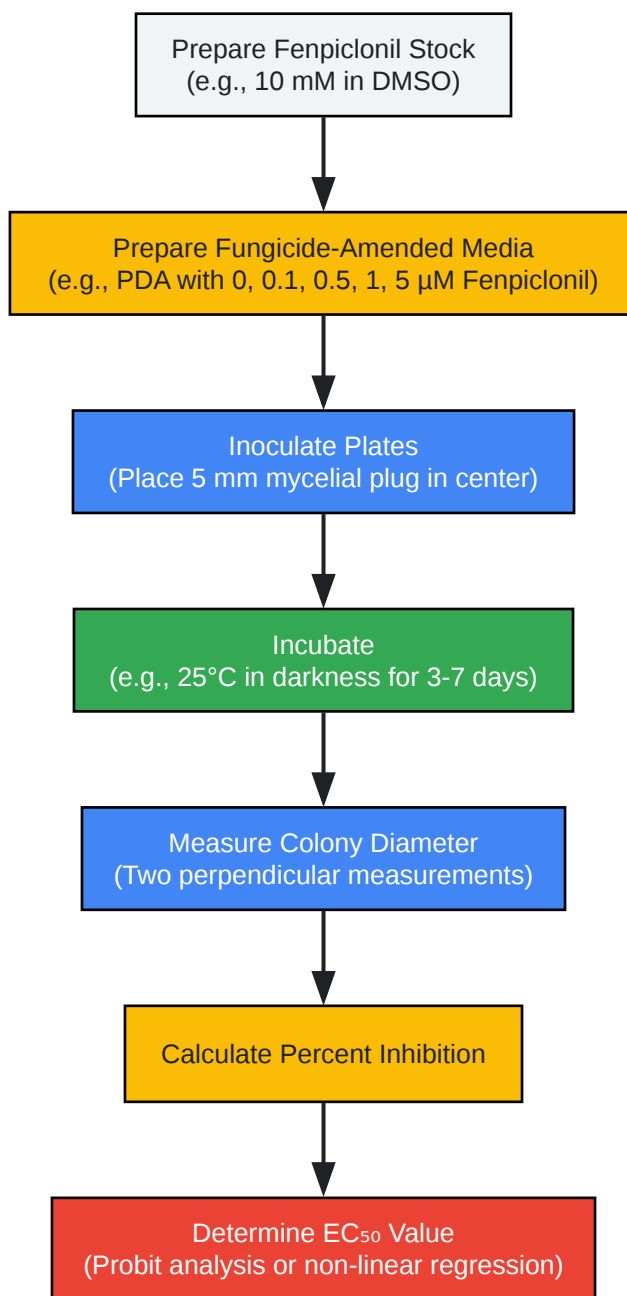 Prepare Fenpiclonil Stock
(e.g., 10 mM in DMSO)
Prepare Fungicide-Amended Media
(e.g., PDA with 0, 0.1, 0.5, 1, 5 µM Fenpiclonil)
Inoculate Plates
(Place 5 mm mycelial plug in center)
Incubate
(e.g., 25°C in darkness for 3-7 days)
Measure Colony Diameter
(Two perpendicular measurements)
Calculate Percent Inhibition
Determine EC₅₀ Value
(Probit analysis or non-linear regression)